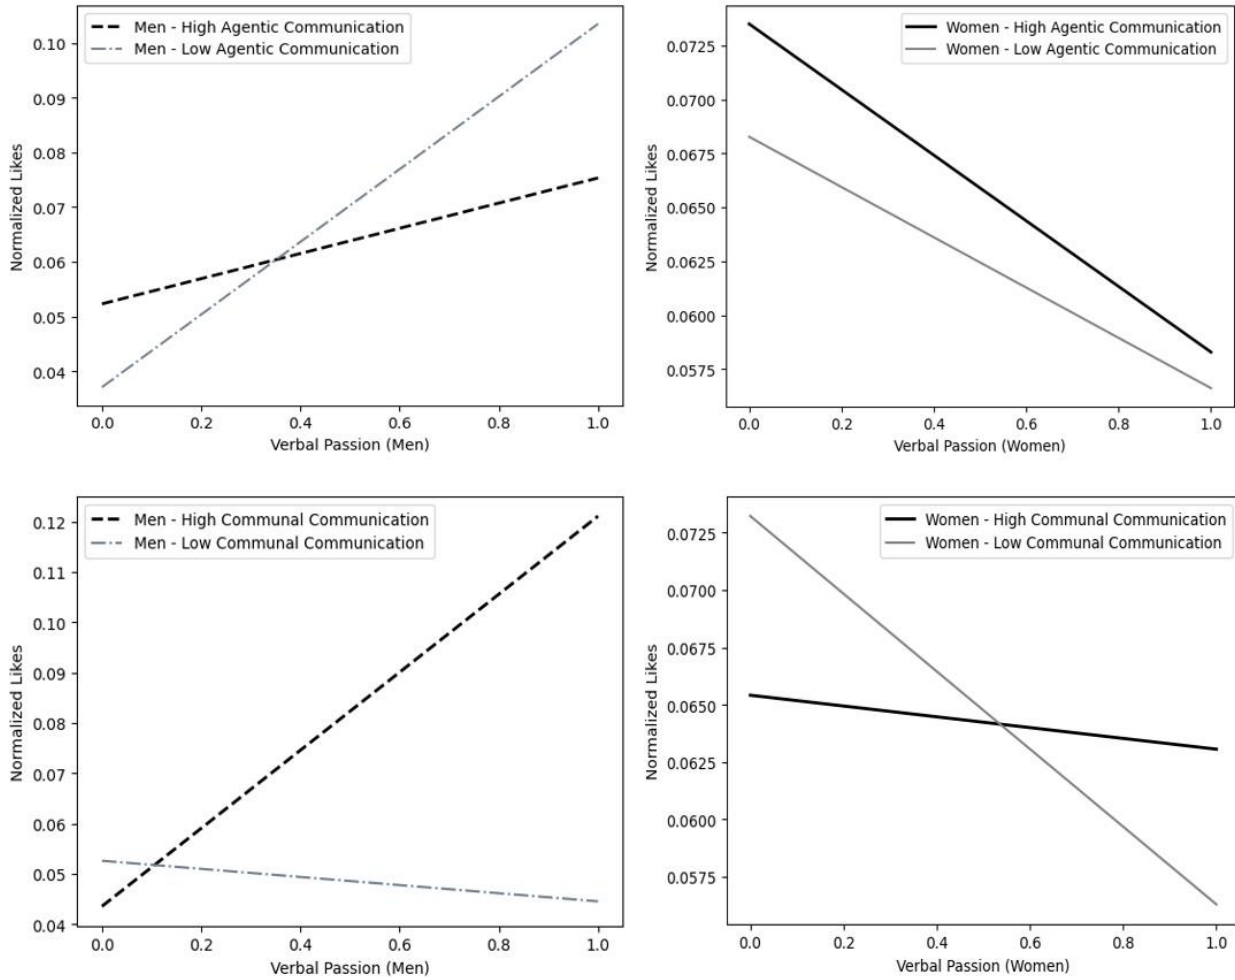 Men - High Agentic Communication
Men - Low Agentic Communication
0.10
0.09
0.08
0.07
0.06
0.05
0.04
Normalized Likes
0.0 0.2 0.4 0.6 0.8 1.0
Verbal Passion (Men)
Women - High Agentic Communication
Women - Low Agentic Communication
0.0725
0.0700
0.0675
0.0650
0.0625
0.0600
0.0575
Normalized Likes
0.0 0.2 0.4 0.6 0.8 1.0
Verbal Passion (Women)
Men - High Communal Communication
Men - Low Communal Communication
0.12
0.11
0.10
0.09
0.08
0.07
0.06
0.05
0.04
Normalized Likes
0.0 0.2 0.4 0.6 0.8 1.0
Verbal Passion (Men)
Women - High Communal Communication
Women - Low Communal Communication
0.0725
0.0700
0.0675
0.0650
0.0625
0.0600
0.0575
Normalized Likes
0.0 0.2 0.4 0.6 0.8 1.0
Verbal Passion (Women)